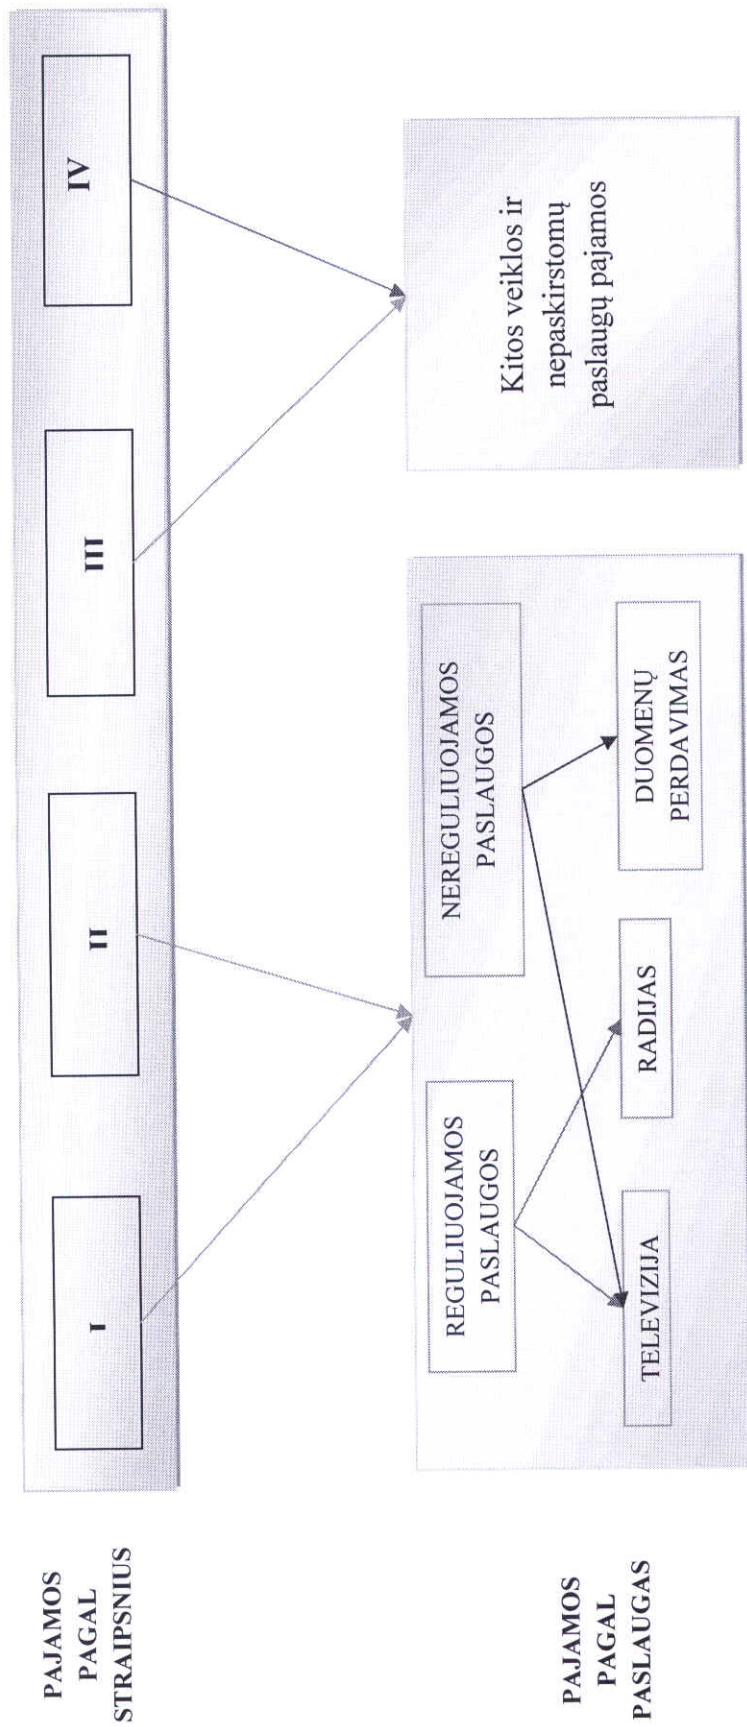 PAJAMOS
PAGAL
STRAIPSNIUS
I
II
III
IV
PAJAMOS
PAGAL
PASLAUGAS
REGULIUOJAMOS
PASLAUGOS
NEREGULIUOJAMOS
PASLAUGOS
TELEVIZIJA
RADIJAS
DUOMENŲ
PERDAVIMAS
Kitos veiklos ir
nepaskirstomų
paslaugų pajamos